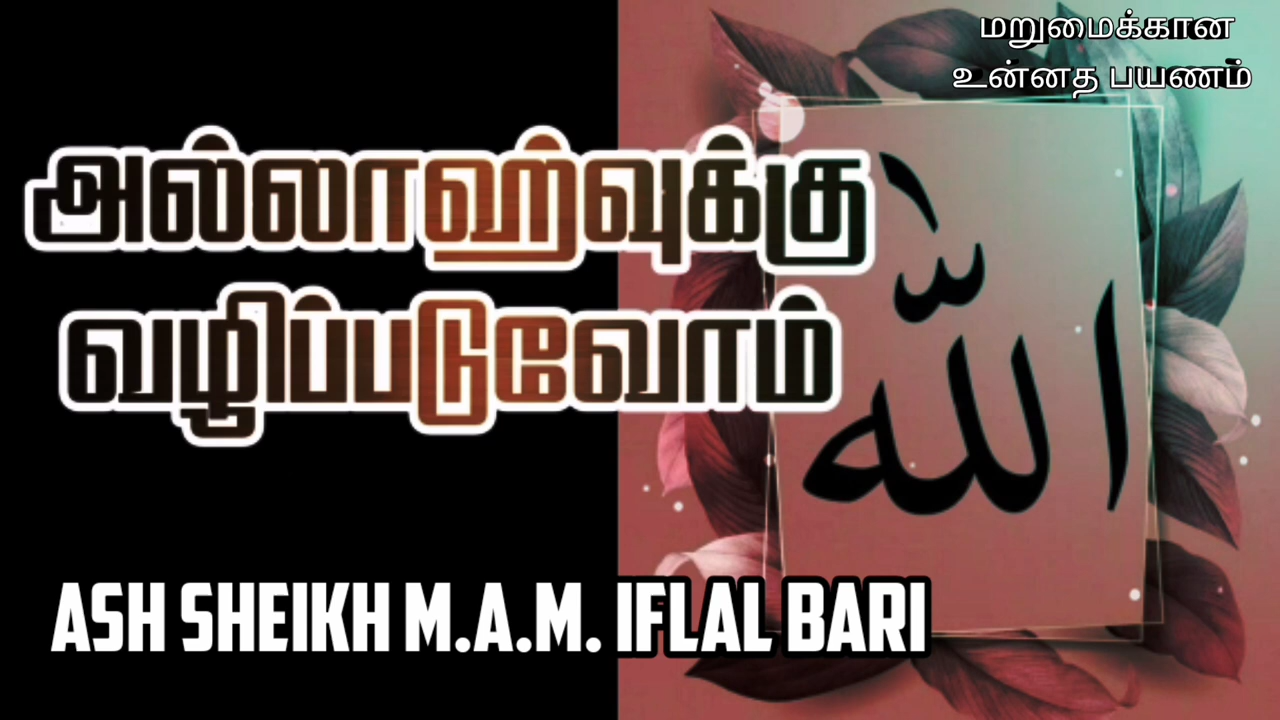 மறுமைக்கான
உன்னத பயணம்
அல்லாஹ்வுக்கு
வழிப்படுவோம்
الله
ASH SHEIKH M.A.M. IFLAL BARI